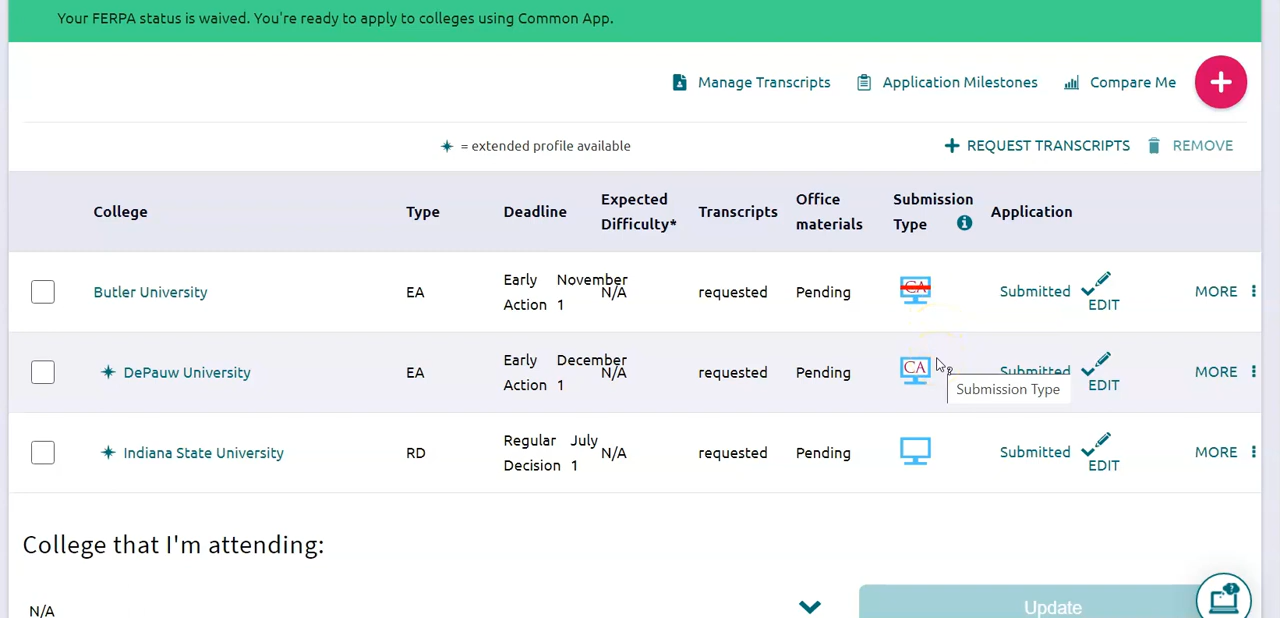 Your FERPA status is waived. You're ready to apply to colleges using Common App.
Manage Transcripts Application Milestones Compare Me
= extended profile available
REQUEST TRANSCRIPTS REMOVE
College Type Deadline Expected Difficulty* Transcripts Office materials Submission Type Application
Butler University EA Early Action November 1 N/A requested Pending CA Submitted EDIT MORE
DePauw University EA Early Action December 1 N/A requested Pending CA Submitted EDIT MORE
Submission Type
Indiana State University RD Regular Decision July 1 N/A requested Pending Submitted EDIT MORE
College that I'm attending:
N/A
Update